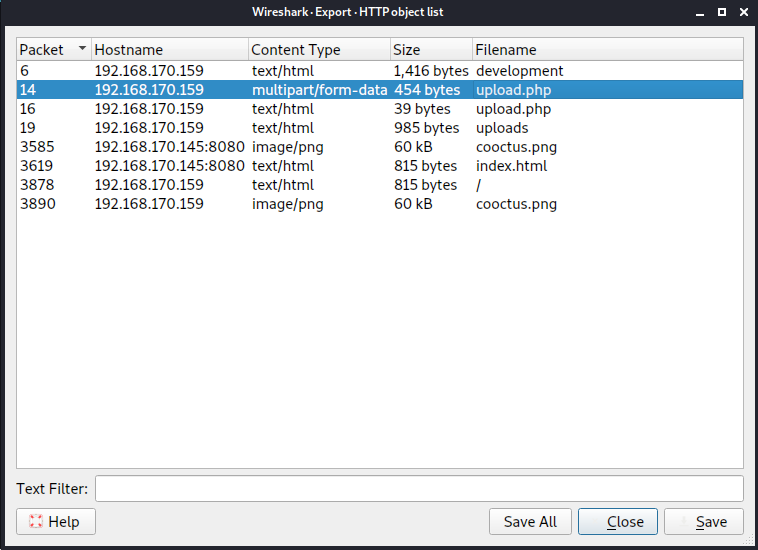 Wireshark · Export · HTTP object list
Packet Hostname Content Type Size Filename
6 192.168.170.159 text/html 1,416 bytes development
14 192.168.170.159 multipart/form-data 454 bytes upload.php
16 192.168.170.159 text/html 39 bytes upload.php
19 192.168.170.159 text/html 985 bytes uploads
3585 192.168.170.145:8080 image/png 60 kB cooctus.png
3619 192.168.170.145:8080 text/html 815 bytes index.html
3878 192.168.170.159 text/html 815 bytes /
3890 192.168.170.159 image/png 60 kB cooctus.png
Text Filter:
Help Save All Close Save